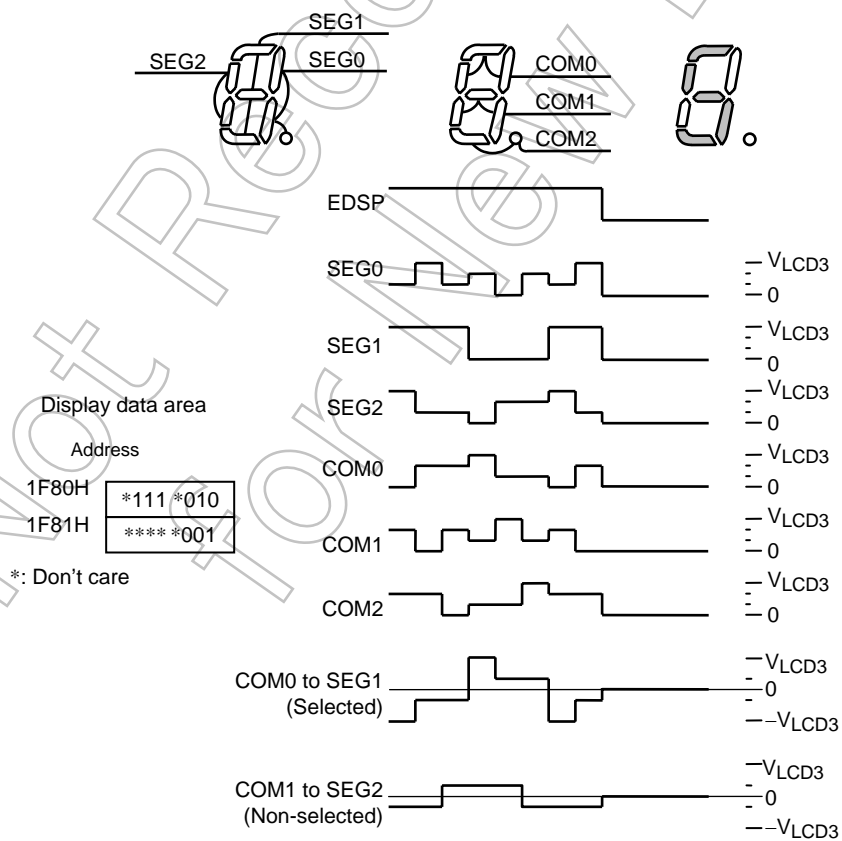 SEG1
SEG2
SEG0
COM0
COM1
COM2
EDSP
SEG0
VLCD3
0
SEG1
VLCD3
0
SEG2
VLCD3
0
Display data area
Address
COM0
VLCD3
0
1F80H
*111 *010
1F81H
**** *001
COM1
VLCD3
0
*: Don't care
COM2
VLCD3
0
COM0 to SEG1
(Selected)
VLCD3
0
−VLCD3
COM1 to SEG2
(Non-selected)
VLCD3
0
−VLCD3